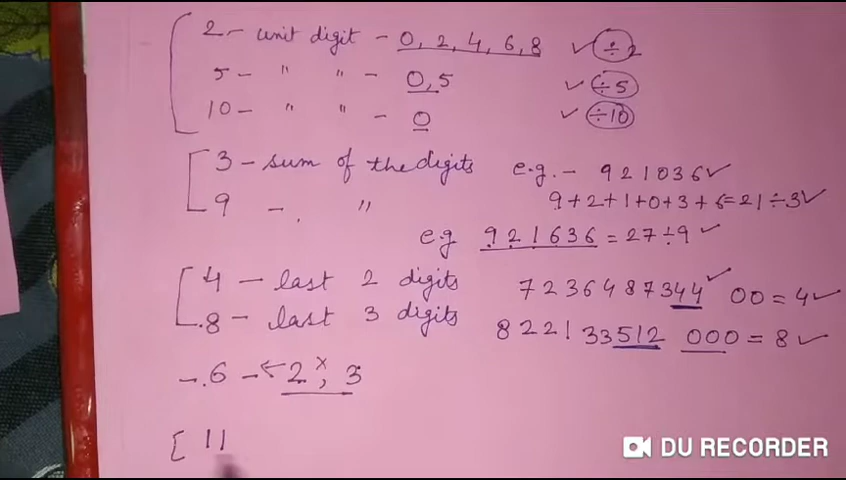 2 - unit digit - 0, 2, 4, 6, 8 ✓ ÷2
5 - " " - 0, 5 ✓ ÷5
10 - " " - 0 ✓ ÷10
3 - sum of the digits e.g. - 921036 ✓
9+2+1+0+3+6=21÷3 ✓
9 - "
e.g 921636 = 27÷9 ✓
4 - last 2 digits 7236487344 ✓ 00 = 4 ✓
8 - last 3 digits 822133512 000 = 8 ✓
- 6 - ← 2 x, 3
[ 11
DU RECORDER